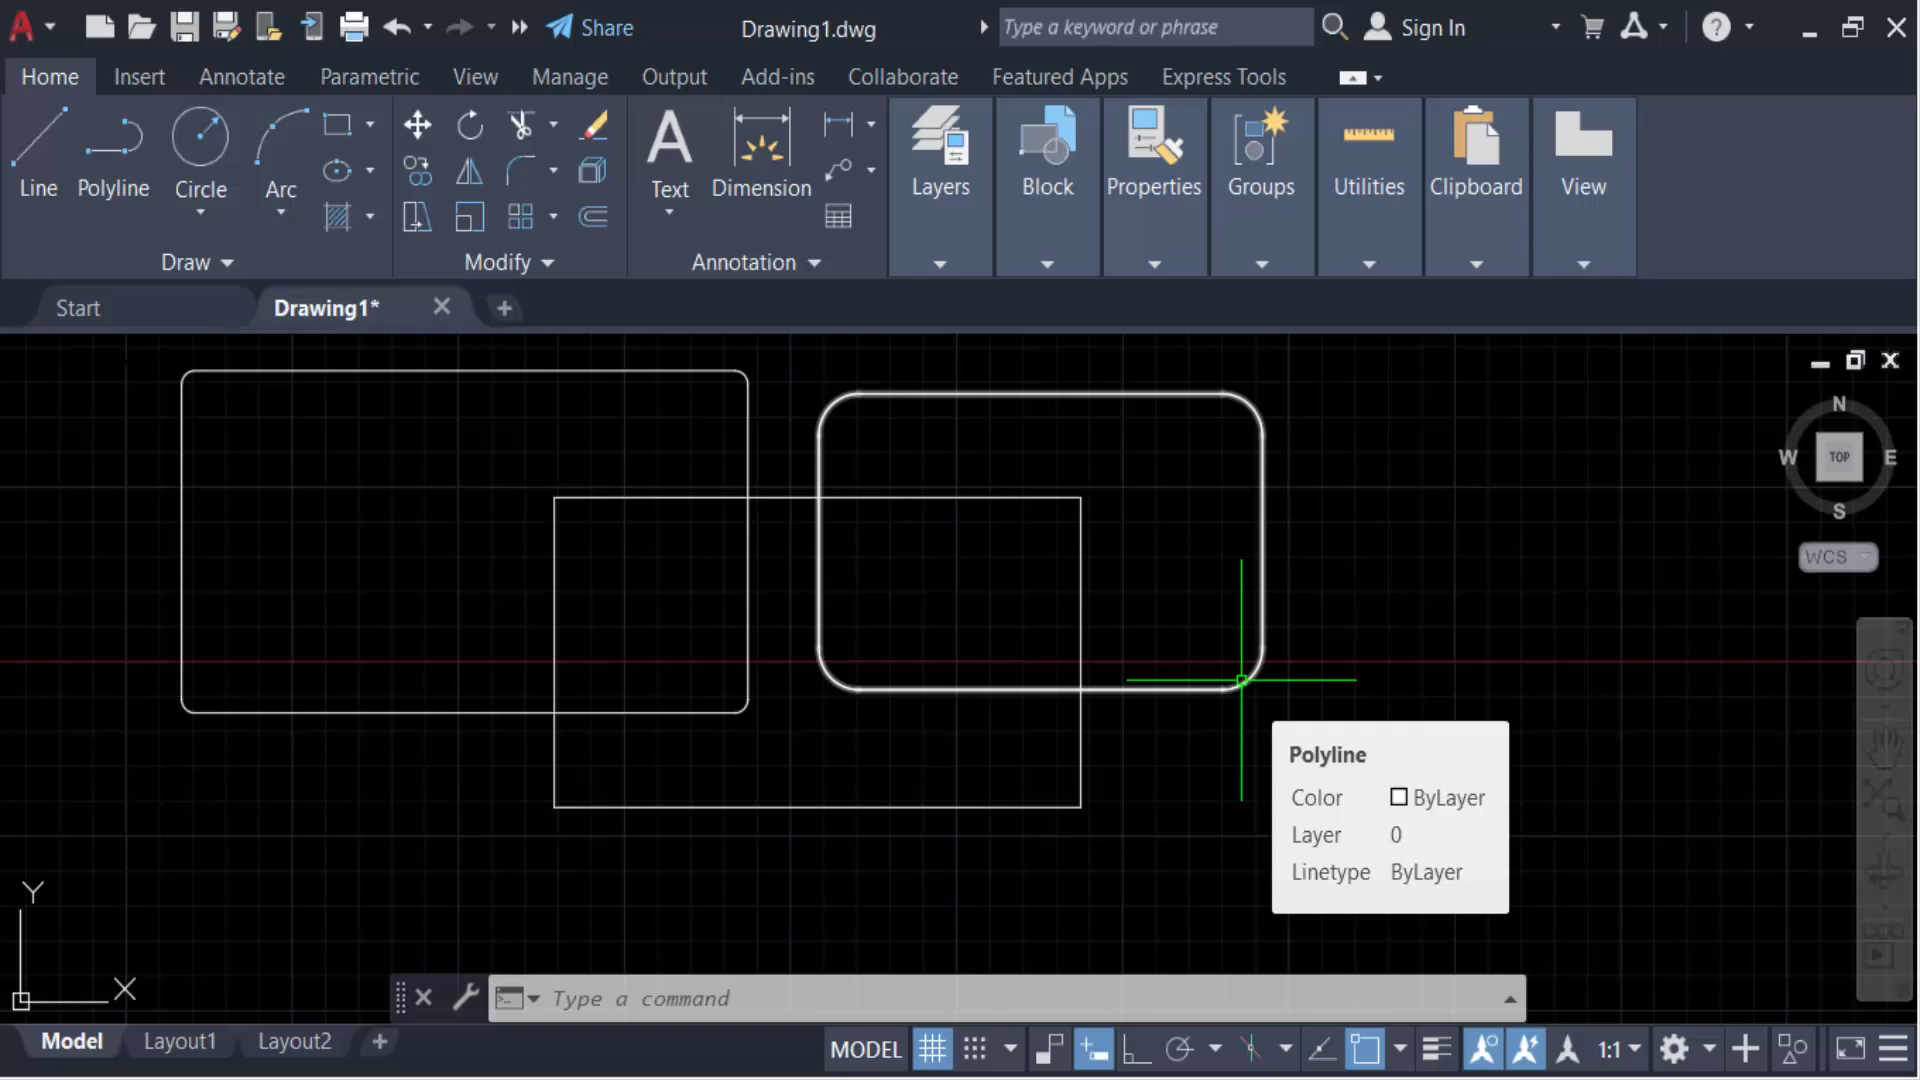 Share
Drawing1.dwg
Type a keyword or phrase
Sign In
Home Insert Annotate Parametric View Manage Output Add-ins Collaborate Featured Apps Express Tools
Line Polyline Circle Arc
Text Dimension
Layers Block Properties Groups Utilities Clipboard View
Draw Modify Annotation
Start Drawing1*
N
W TOP E
S
WCS
Polyline
Color ByLayer
Layer 0
Linetype ByLayer
Y
X
Type a command
Model Layout1 Layout2
MODEL 1:1